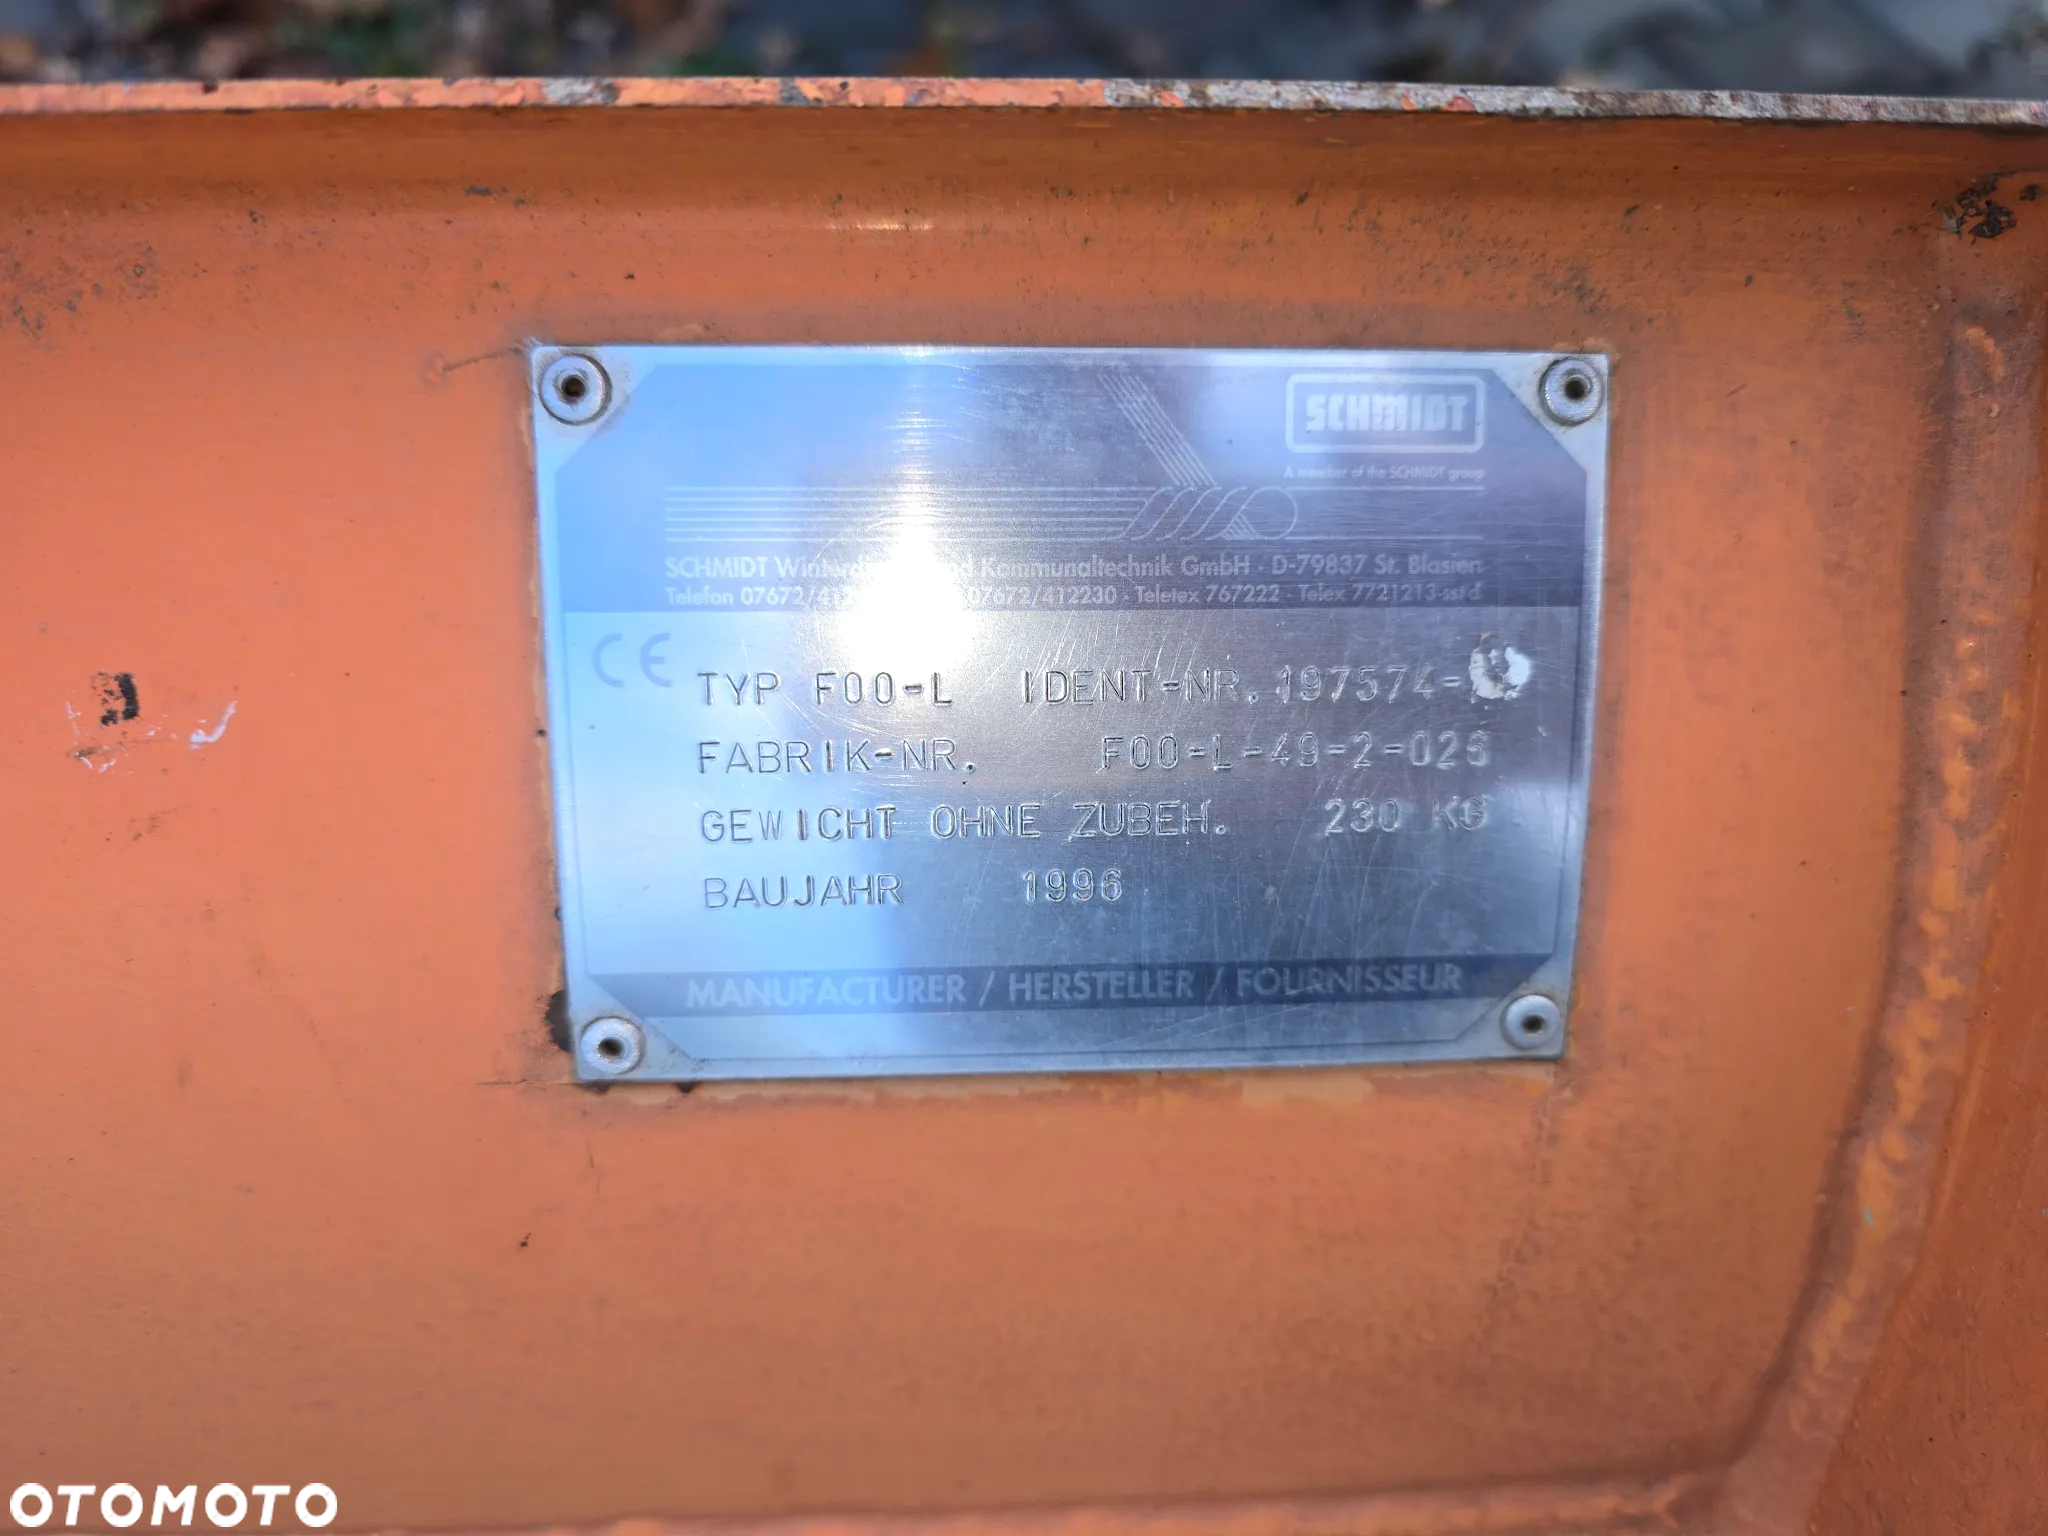 SCHMIDT
A member of the SCHMIDT group
SCHMIDT Kommunaltechnik GmbH · D-79837 St. Blasien
Telefon 07672/412230 · Teletex 767222 · Telex 7721213 sst d
CE
TYP F00-L IDENT-NR. 197574-
FABRIK-NR. F00-L-49-2-026
GEWICHT OHNE ZUBEH. 230 KG
BAUJAHR 1996
MANUFACTURER / HERSTELLER / FOURNISSEUR
OTOMOTO